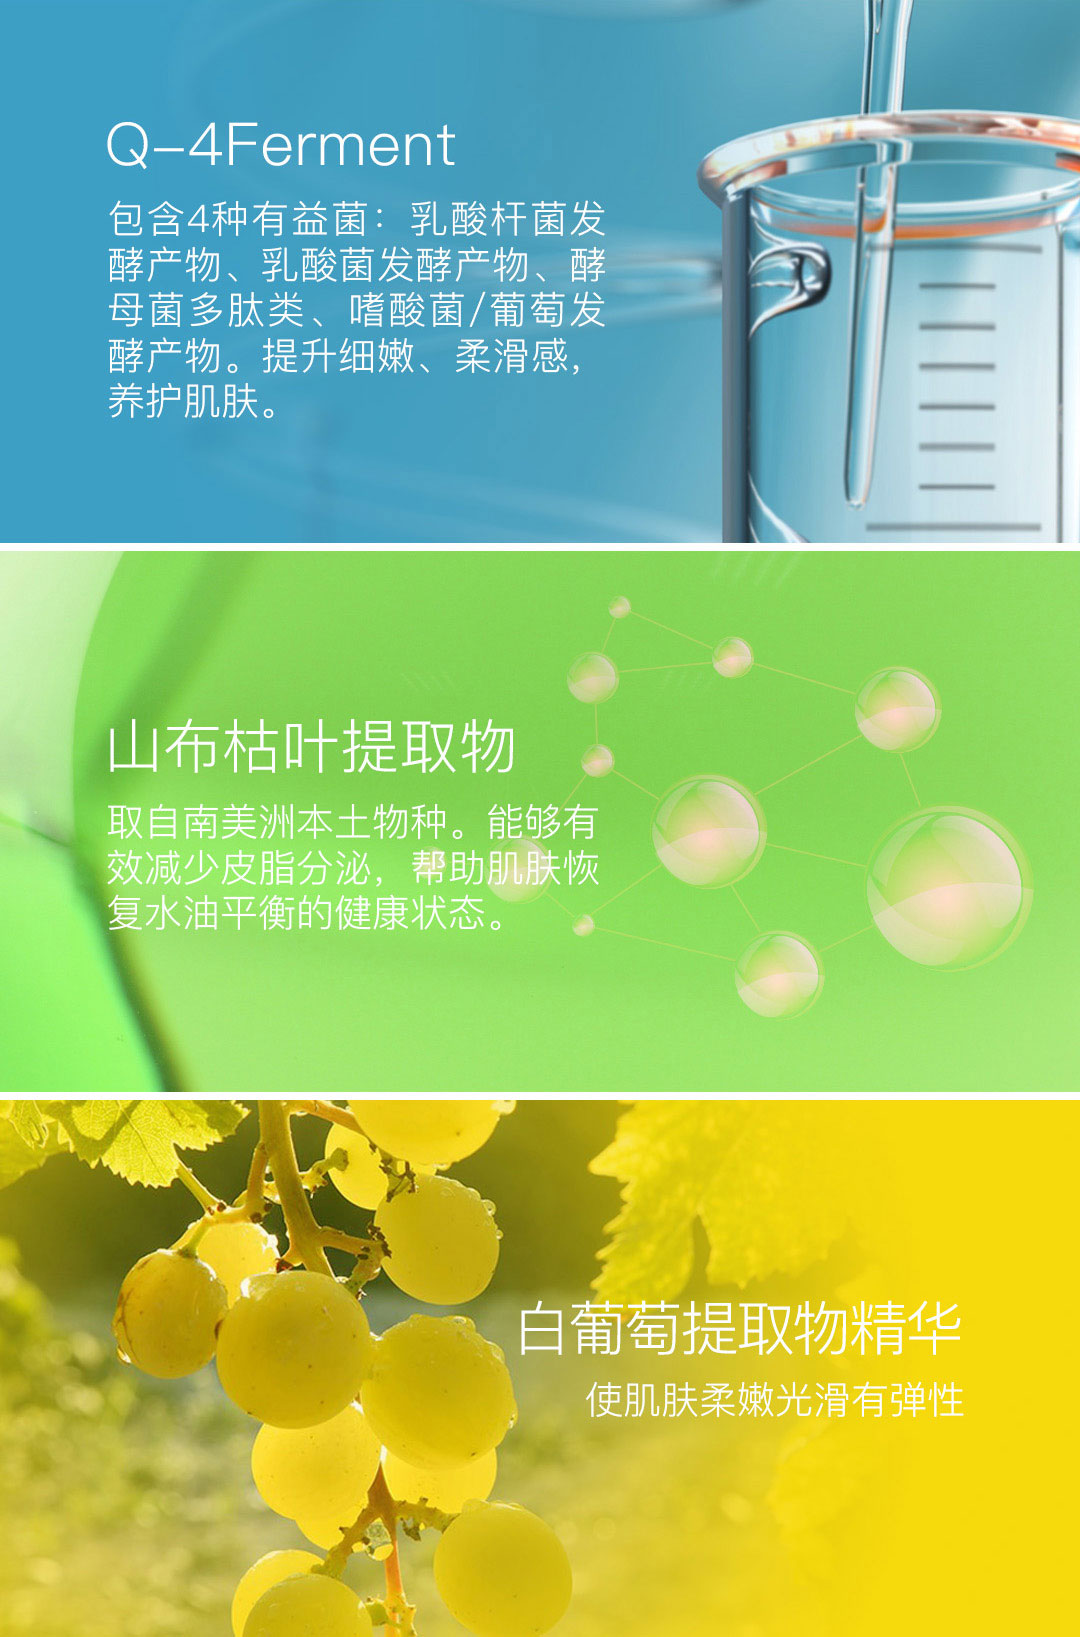 Q-4Ferment
包含4种有益菌：乳酸杆菌发
酵产物、乳酸菌发酵产物、酵
母菌多肽类、嗜酸菌/葡萄发
酵产物。提升细嫩、柔滑感，
养护肌肤。
山布枯叶提取物
取自南美洲本土物种。能够有
效减少皮脂分泌，帮助肌肤恢
复水油平衡的健康状态。
白葡萄提取物精华
使肌肤柔嫩光滑有弹性